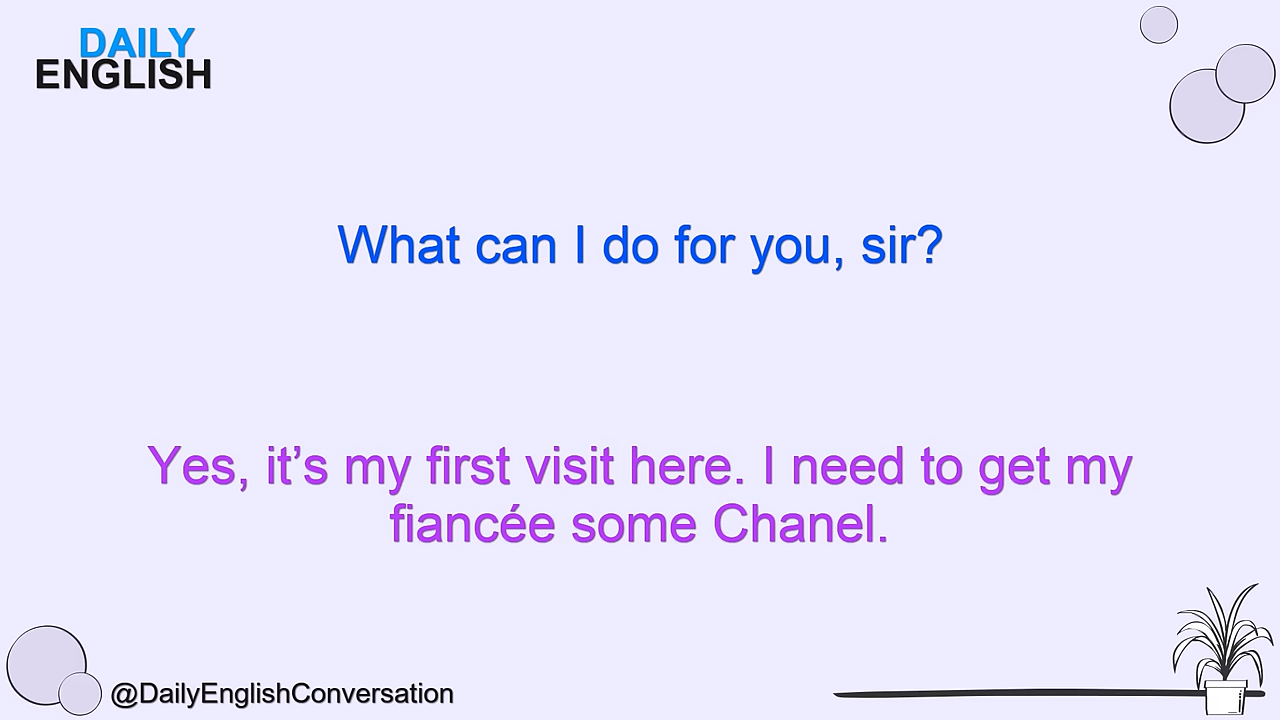 DAILY
ENGLISH
What can I do for you, sir?
Yes, it’s my first visit here. I need to get my
fiancée some Chanel.
@DailyEnglishConversation